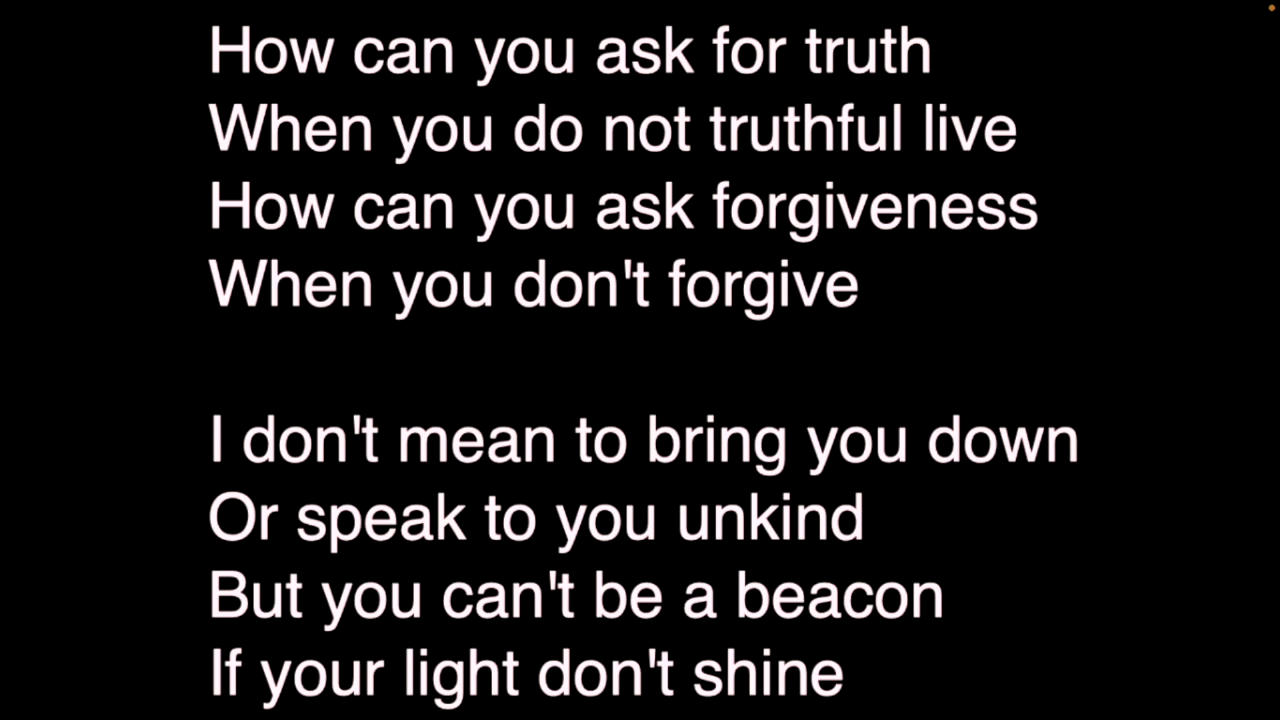 How can you ask for truth
When you do not truthful live
How can you ask forgiveness
When you don't forgive
I don't mean to bring you down
Or speak to you unkind
But you can't be a beacon
If your light don't shine